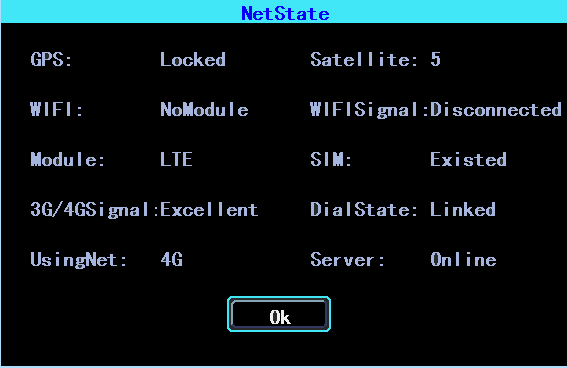 NetState
GPS: Locked Satellite: 5
WIFI: NoModule WIFISignal:Disconnected
Module: LTE SIM: Existed
3G/4GSignal:Excellent DialState: Linked
UsingNet: 4G Server: Online
Ok